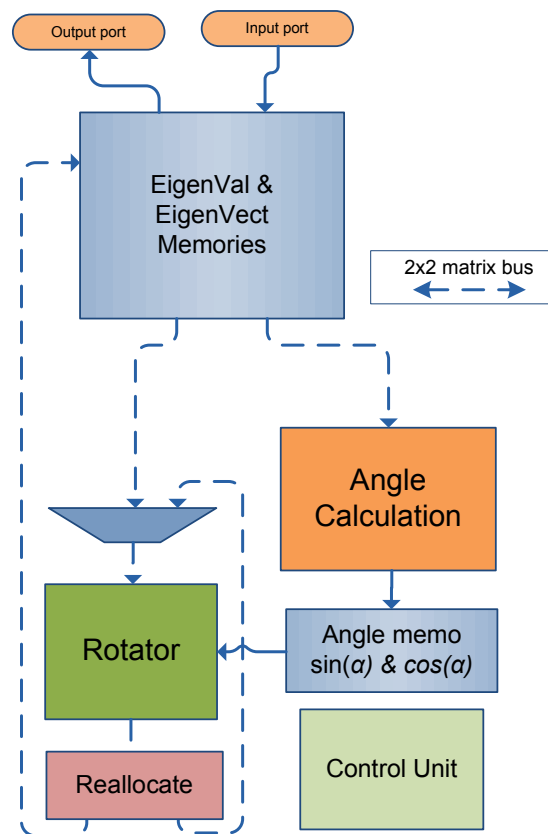 Output port
Input port
EigenVal &
EigenVect
Memories
2x2 matrix bus
Angle
Calculation
Rotator
Angle memo
sin(α) & cos(α)
Reallocate
Control Unit